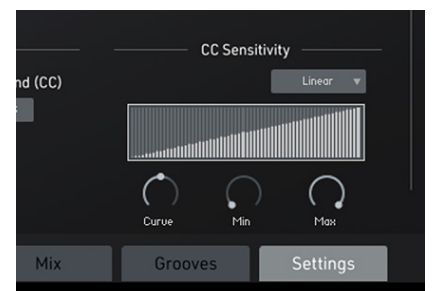 CC Sensitivity
nd (CC)
Linear
Curve
Min
Max
Mix
Grooves
Settings